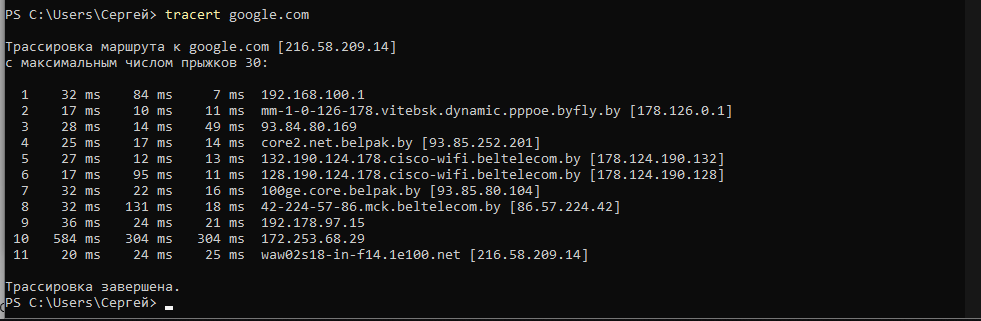 PS C:\Users\Сергей> tracert google.com
Трассировка маршрута к google.com [216.58.209.14]
с максимальным числом прыжков 30:
1 32 ms 84 ms 7 ms 192.168.100.1
2 17 ms 10 ms 11 ms mm-1-0-126-178.vitebsk.dynamic.pppoe.byfly.by [178.126.0.1]
3 28 ms 14 ms 49 ms 93.84.80.169
4 25 ms 17 ms 14 ms core2.net.belpak.by [93.85.252.201]
5 27 ms 12 ms 13 ms 132.190.124.178.cisco-wifi.beltelecom.by [178.124.190.132]
6 17 ms 95 ms 11 ms 128.190.124.178.cisco-wifi.beltelecom.by [178.124.190.128]
7 32 ms 22 ms 16 ms 100ge.core.belpak.by [93.85.80.104]
8 32 ms 131 ms 18 ms 42-224-57-86.mck.beltelecom.by [86.57.224.42]
9 36 ms 24 ms 21 ms 192.178.97.15
10 584 ms 304 ms 304 ms 172.253.68.29
11 20 ms 24 ms 25 ms waw02s18-in-f14.1e100.net [216.58.209.14]
Трассировка завершена.
PS C:\Users\Сергей>